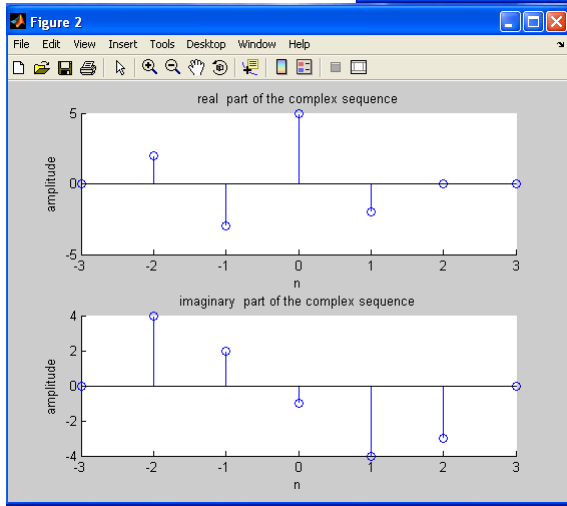 Figure 2
File Edit View Insert Tools Desktop Window Help
real part of the complex sequence
5
0
-5
amplitude
-3 -2 -1 0 1 2 3
n
imaginary part of the complex sequence
4
2
0
-2
-4
amplitude
-3 -2 -1 0 1 2 3
n